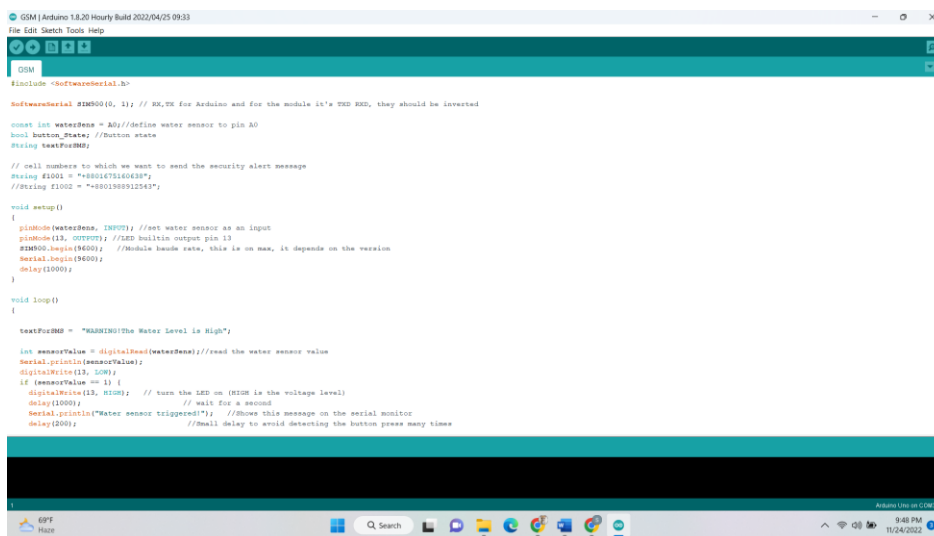 GSM | Arduino 1.8.20 Hourly Build 2022/04/25 09:33
File Edit Sketch Tools Help
GSM
#include <SoftwareSerial.h>
SoftwareSerial SIM900(0, 1); // RX,TX for Arduino and for the module it's TXD RXD, they should be inverted
const int waterSens = A0;//define water sensor to pin A0
bool button_State; //Button state
String textForSMS;
// cell numbers to which we want to send the security alert message
String f1001 = "+8801675160638";
//String f1002 = "+8801988912543";
void setup()
{
pinMode(waterSens, INPUT); //set water sensor as an input
pinMode(13, OUTPUT); //LED builtin output pin 13
SIM900.begin(9600); //Module baude rate, this is on max, it depends on the version
Serial.begin(9600);
delay(1000);
}
void loop()
{
textForSMS = "WARNING!The Water Level is High";
int sensorValue = digitalRead(waterSens);//read the water sensor value
Serial.println(sensorValue);
digitalWrite(13, LOW);
if (sensorValue == 1) {
digitalWrite(13, HIGH); // turn the LED on (HIGH is the voltage level)
delay(1000); // wait for a second
Serial.println("Water sensor triggered!"); //Shows this message on the serial monitor
delay(200); //Small delay to avoid detecting the button press many times
1
Arduino Uno on COM
69°F
Haze
Search
9:48 PM
11/24/2022